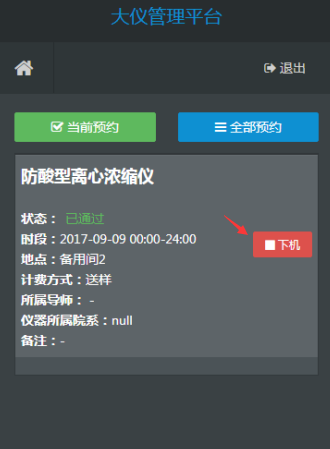 大仪管理平台
退出
当前预约
全部预约
防酸型离心浓缩仪
状态： 已通过
时段：2017-09-09 00:00-24:00
下机
地点：备用间2
计费方式：送样
所属导师： -
仪器所属院系：null
备注：-